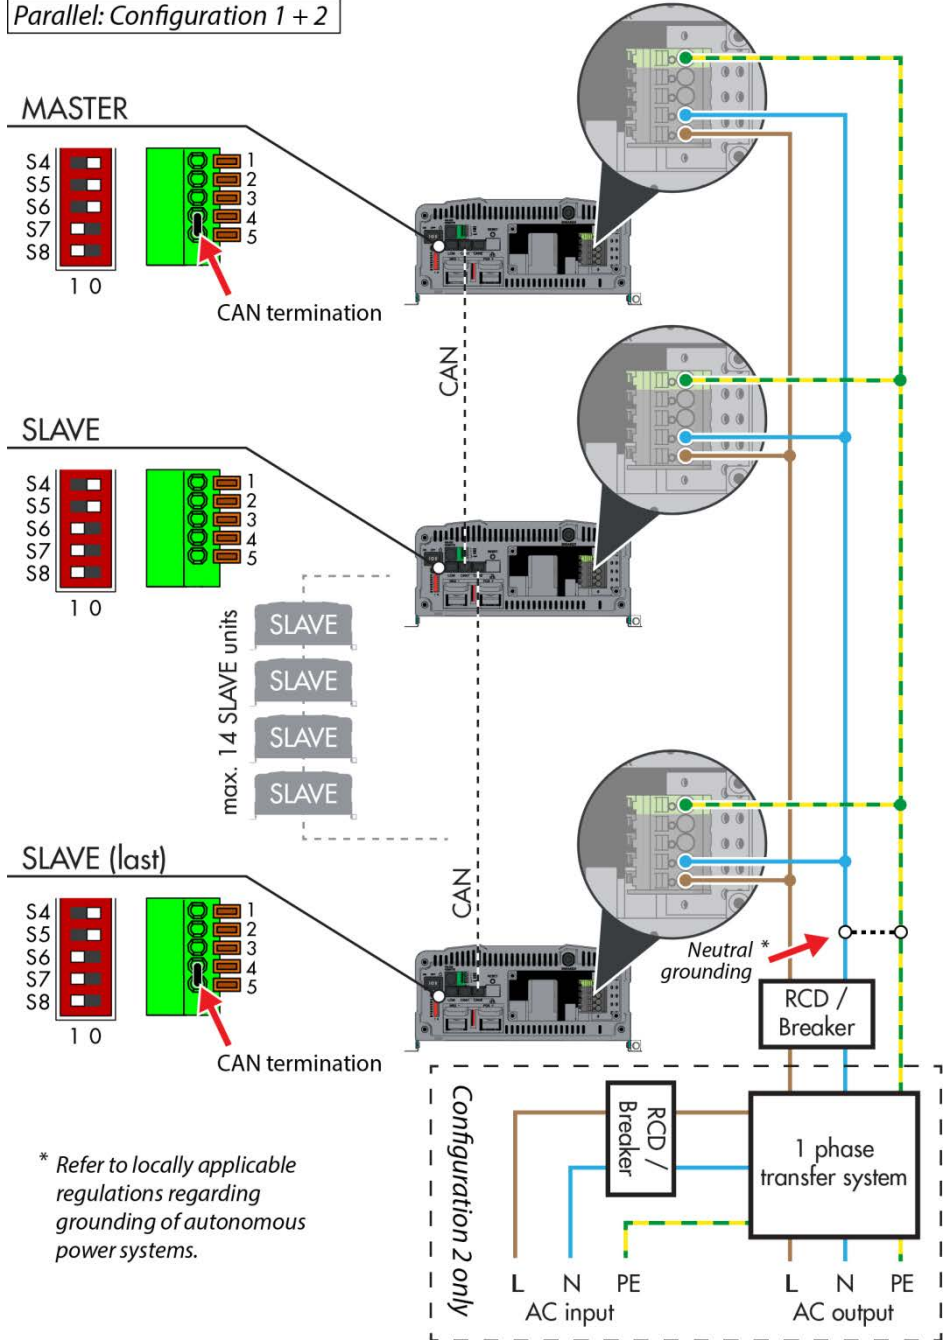 Parallel: Configuration 1 + 2
MASTER
S4
S5
S6
S7
S8
1 0
1
2
3
4
5
CAN termination
CAN
SLAVE
S4
S5
S6
S7
S8
1 0
1
2
3
4
5
max. 14 SLAVE units
SLAVE
SLAVE
SLAVE
SLAVE
CAN
SLAVE (last)
S4
S5
S6
S7
S8
1 0
1
2
3
4
5
CAN termination
Neutral *
grounding
RCD /
Breaker
Configuration 2 only
RCD /
Breaker
1 phase
transfer system
L N PE
AC input
L N PE
AC output
* Refer to locally applicable
regulations regarding
grounding of autonomous
power systems.